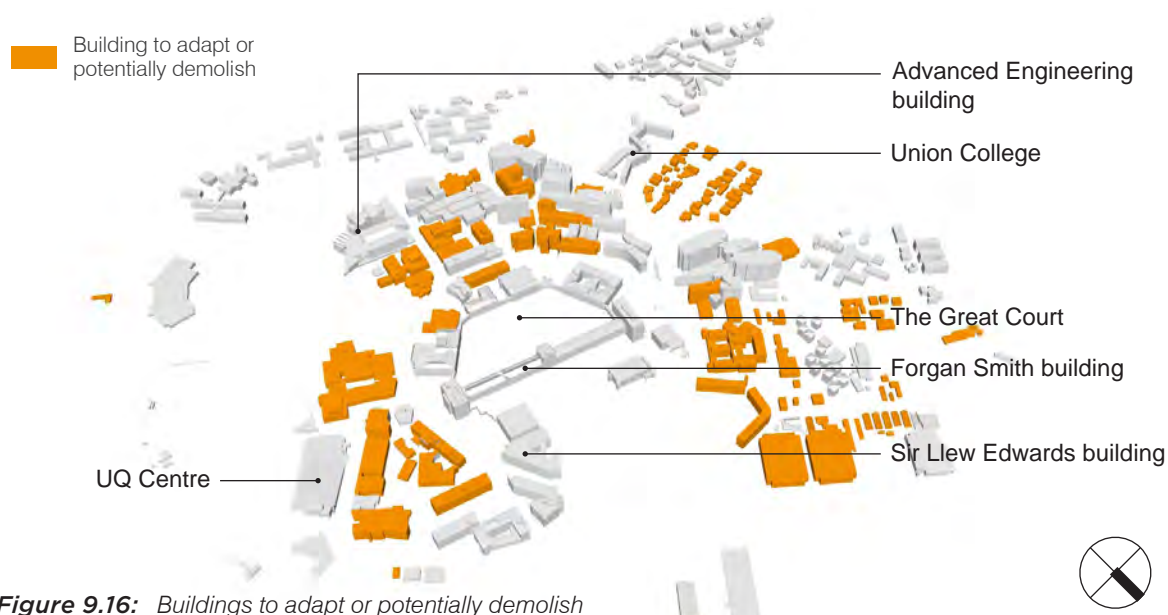 Building to adapt or
potentially demolish
Advanced Engineering
building
Union College
The Great Court
Forgan Smith building
Sir Llew Edwards building
UQ Centre
Figure 9.16: Buildings to adapt or potentially demolish